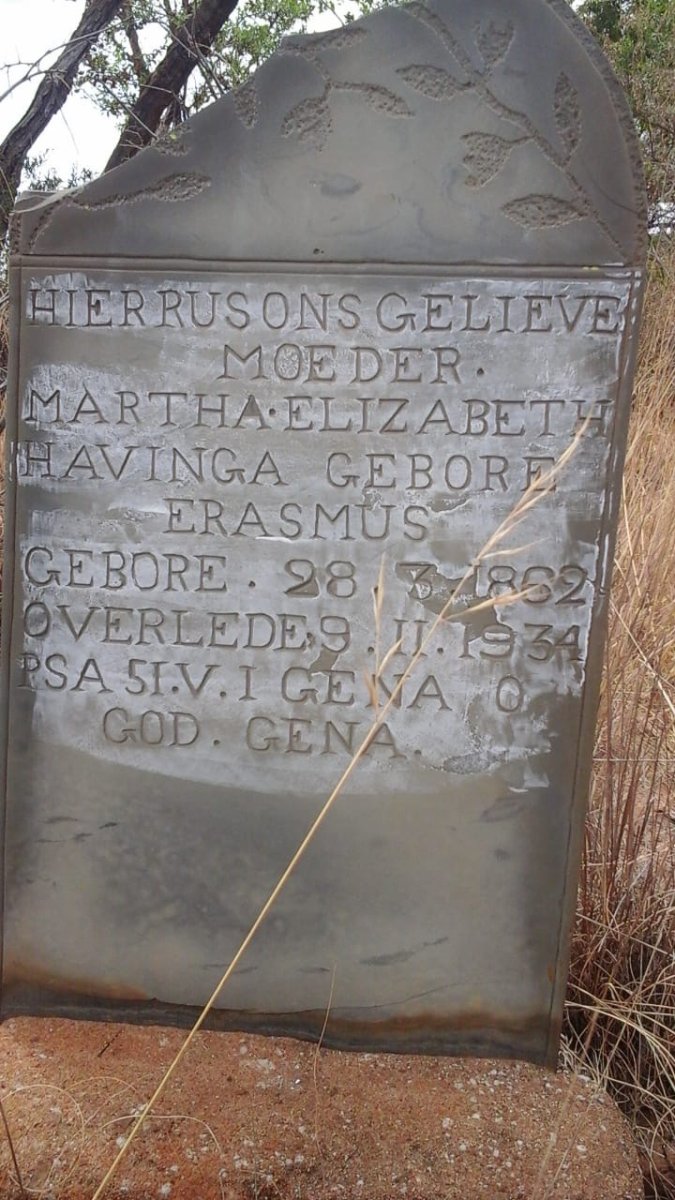 HIER RUS ONS GELIEVE
MOEDER.
MARTHA.ELIZABETH
HAVINGA GEBORE
ERASMUS
GEBORE. 28 3 1862
OVERLEDE. 9. 11. 1934
PSA 51.V. I GENA O
GOD. GENA.